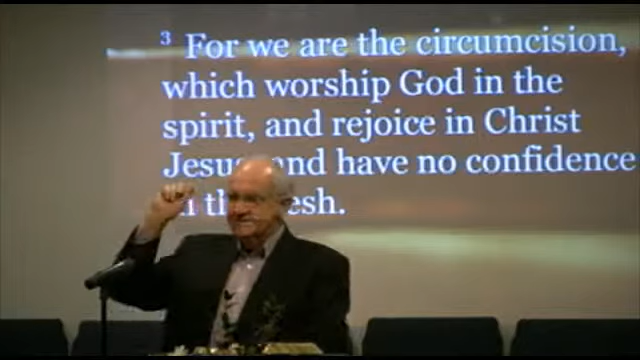 3 For we are the circumcision,
which worship God in the
spirit, and rejoice in Christ
Jesus and have no confidence